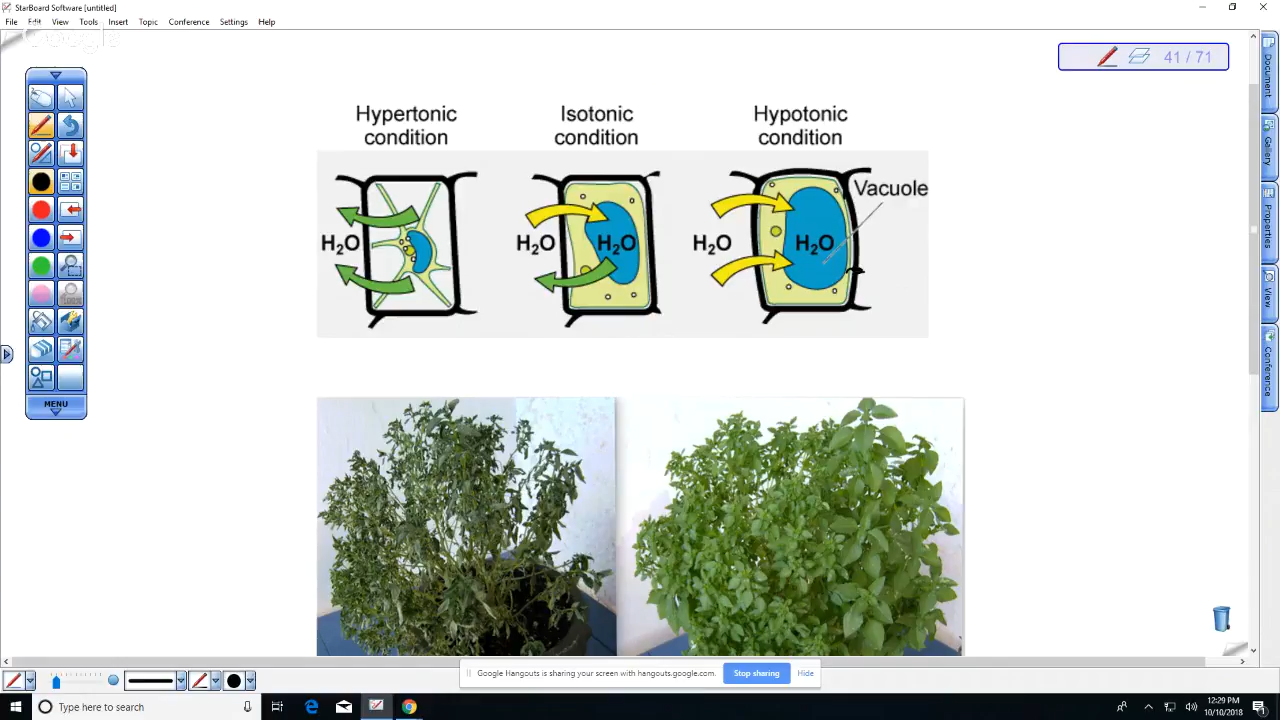 StarBoard Software [untitled]
File Edit View Tools Insert Topic Conference Settings Help
41 / 71
Hypertonic condition
Isotonic condition
Hypotonic condition
Vacuole
H2O
H2O
H2O
H2O
H2O
MENU
Document
Gallery
Properties
View
Conference
Google Hangouts is sharing your screen with hangouts.google.com.
Stop sharing
Hide
Type here to search
12:29 PM
10/10/2018
1